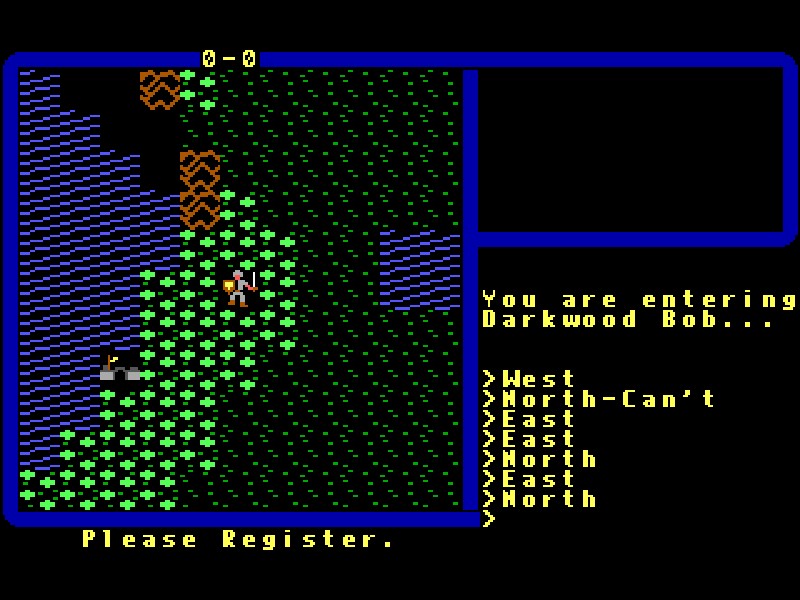 0-0
You are entering
Darkwood Bob...
>West
>North-Can't
>East
>East
>North
>East
>North
>
Please Register.